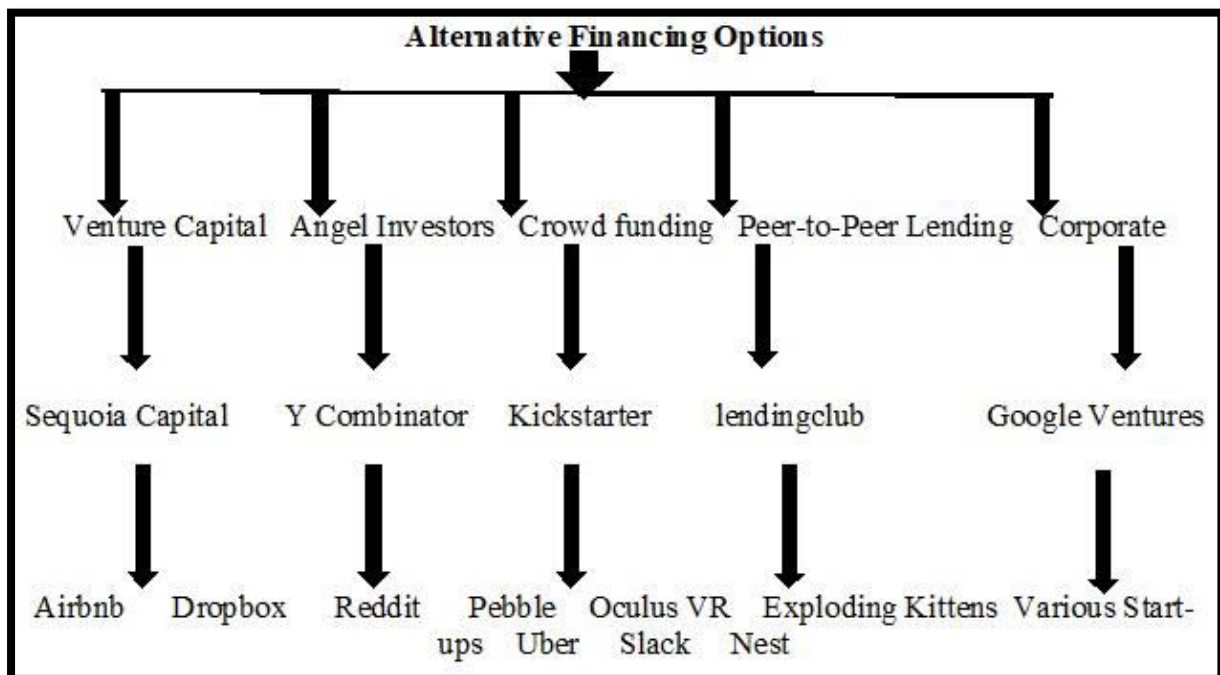 Alternative Financing Options
Venture Capital Angel Investors Crowd funding Peer-to-Peer Lending Corporate
Sequoia Capital Y Combinator Kickstarter lendingclub Google Ventures
Airbnb Dropbox Reddit Pebble Oculus VR Exploding Kittens Various Start-
ups Uber Slack Nest